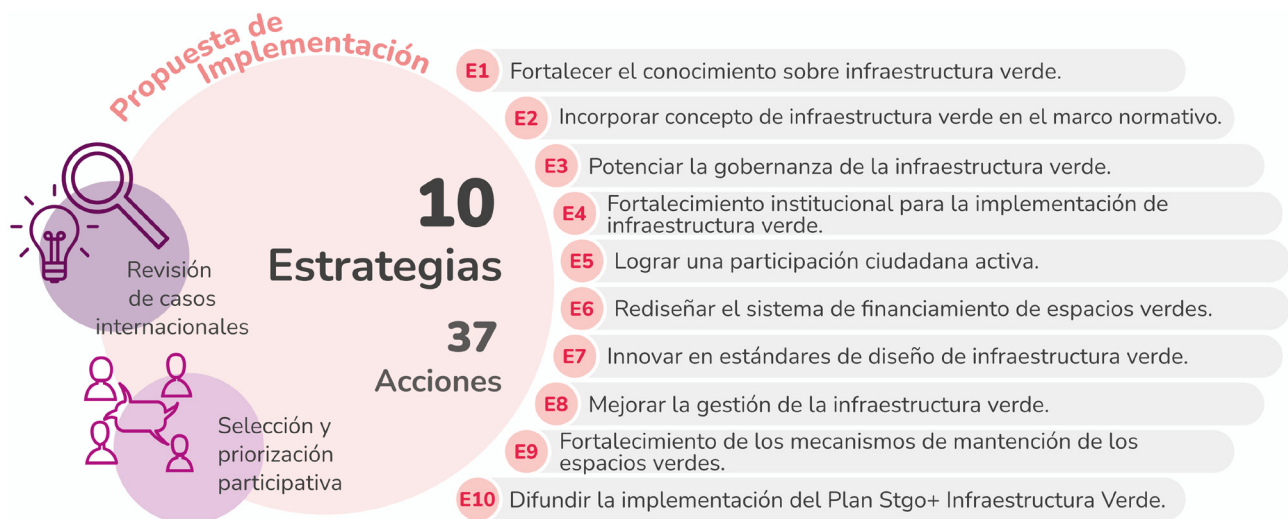 Propuesta de
Implementación
10
Estrategias
37
Acciones
Revisión
de casos
internacionales
Selección y
priorización
participativa
E1 Fortalecer el conocimiento sobre infraestructura verde.
E2 Incorporar concepto de infraestructura verde en el marco normativo.
E3 Potenciar la gobernanza de la infraestructura verde.
E4 Fortalecimiento institucional para la implementación de
infraestructura verde.
E5 Lograr una participación ciudadana activa.
E6 Rediseñar el sistema de financiamiento de espacios verdes.
E7 Innovar en estándares de diseño de infraestructura verde.
E8 Mejorar la gestión de la infraestructura verde.
E9 Fortalecimiento de los mecanismos de mantención de los
espacios verdes.
E10 Difundir la implementación del Plan Stgo+ Infraestructura Verde.